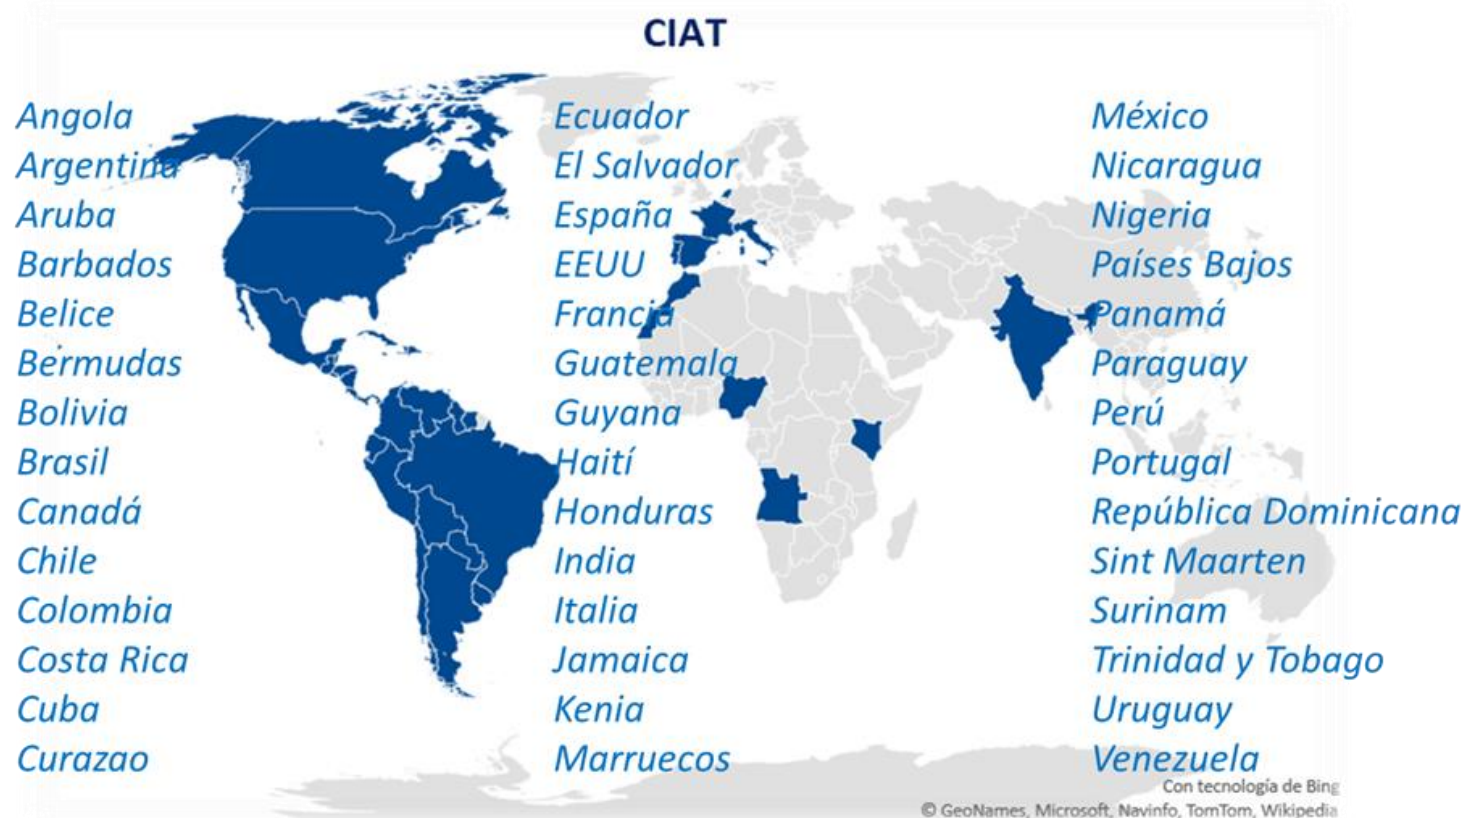 CIAT
Angola
Argentina
Aruba
Barbados
Belice
Bermudas
Bolivia
Brasil
Canadá
Chile
Colombia
Costa Rica
Cuba
Curazao
Ecuador
El Salvador
España
EEUU
Francia
Guatemala
Guyana
Haití
Honduras
India
Italia
Jamaica
Kenia
Marruecos
México
Nicaragua
Nigeria
Países Bajos
Panamá
Paraguay
Perú
Portugal
República Dominicana
Sint Maarten
Surinam
Trinidad y Tobago
Uruguay
Venezuela
Con tecnología de Bing
© GeoNames, Microsoft, Navinfo, TomTom, Wikipedia